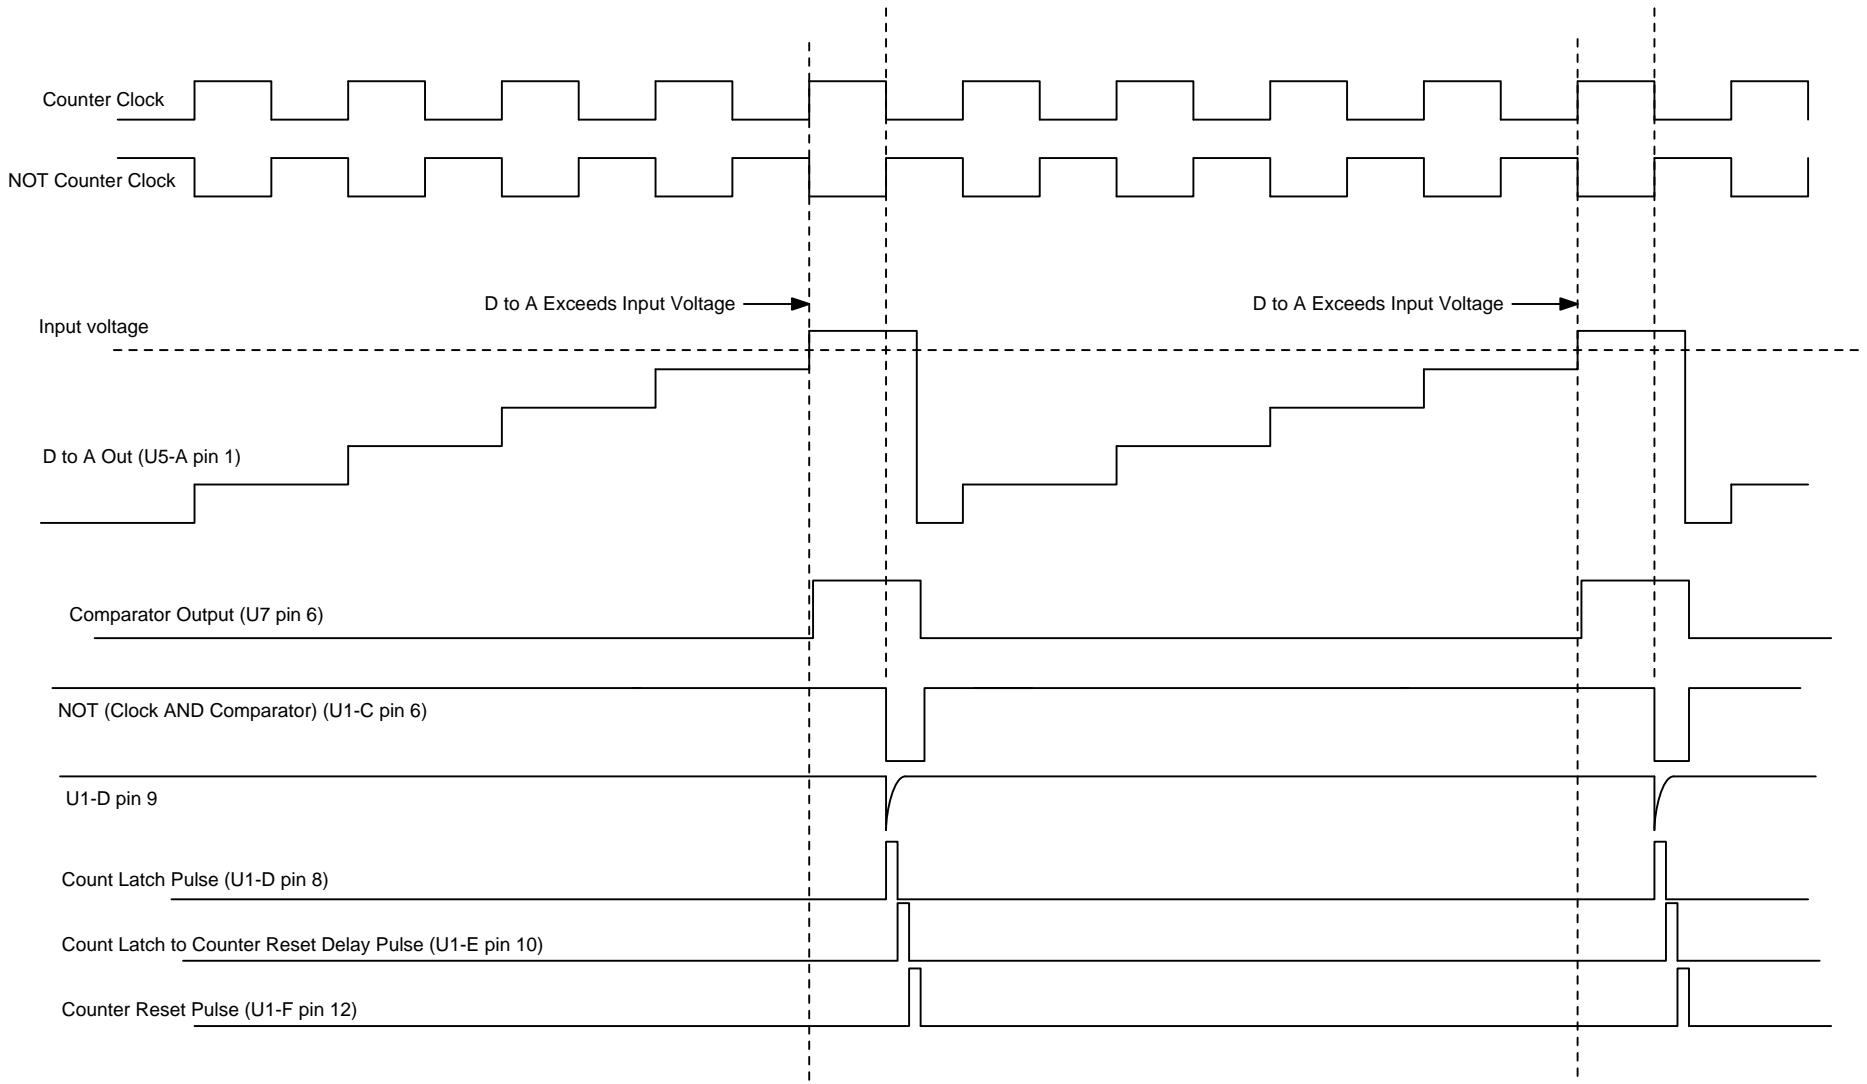 Counter Clock
NOT Counter Clock
D to A Exceeds Input Voltage
D to A Exceeds Input Voltage
Input voltage
D to A Out (U5-A pin 1)
Comparator Output (U7 pin 6)
NOT (Clock AND Comparator) (U1-C pin 6)
U1-D pin 9
Count Latch Pulse (U1-D pin 8)
Count Latch to Counter Reset Delay Pulse (U1-E pin 10)
Counter Reset Pulse (U1-F pin 12)